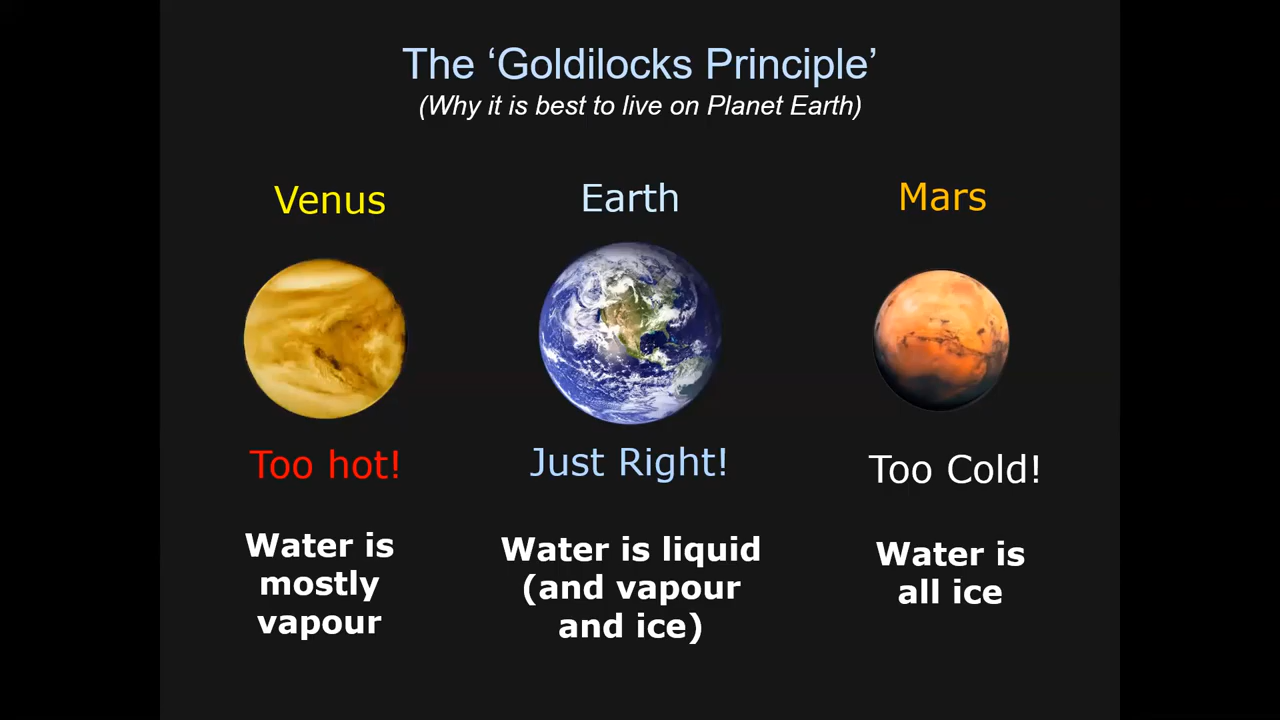 The ‘Goldilocks Principle’
(Why it is best to live on Planet Earth)
Venus
Earth
Mars
Too hot!
Just Right!
Too Cold!
Water is
mostly
vapour
Water is liquid
(and vapour
and ice)
Water is
all ice